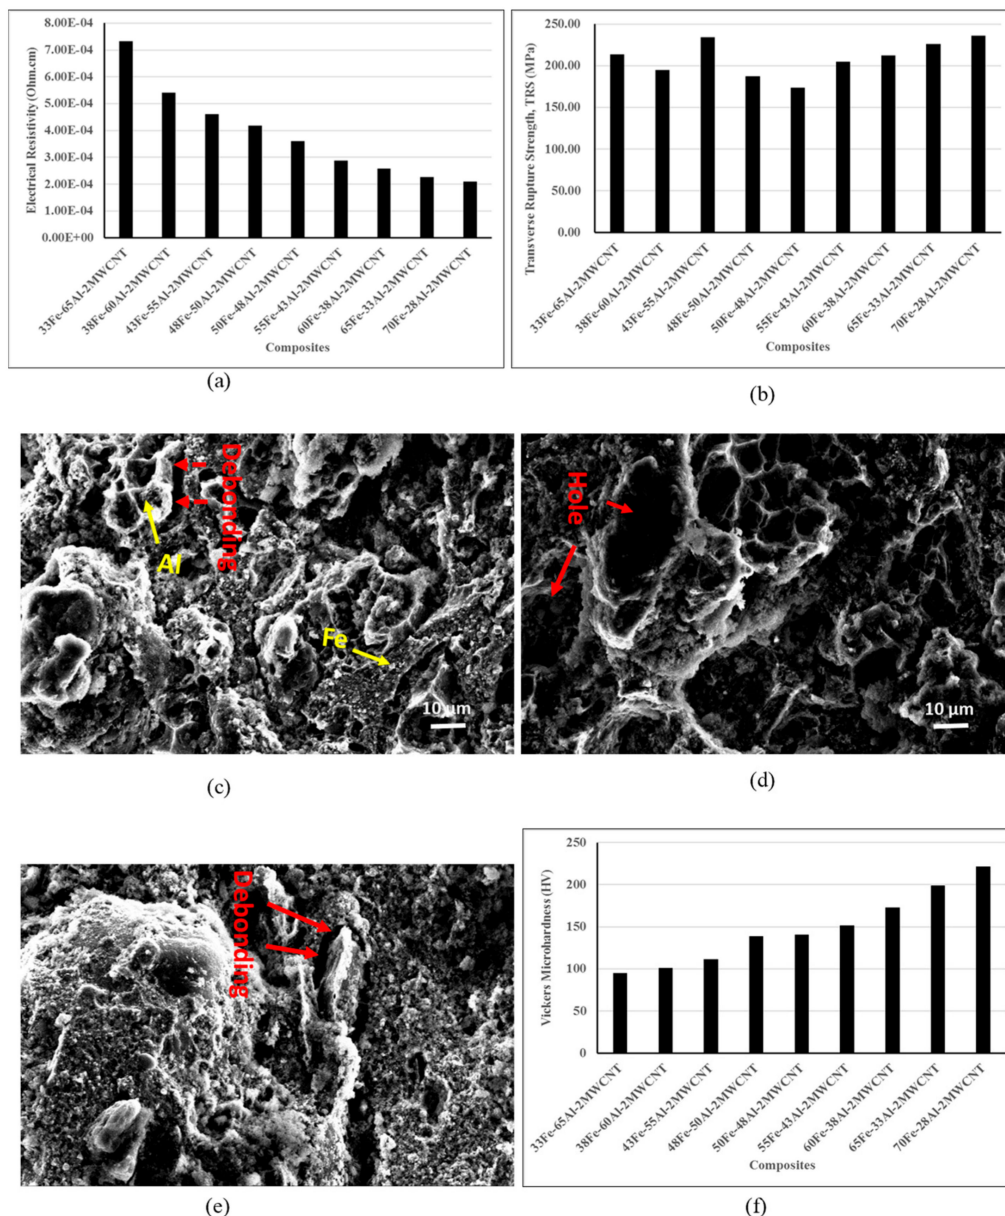 Electrical Resistivity (Ohm.cm)
8.00E-04
7.00E-04
6.00E-04
5.00E-04
4.00E-04
3.00E-04
2.00E-04
1.00E-04
0.00E+00
33Fe-65Al-2MWCNT
38Fe-60Al-2MWCNT
43Fe-55Al-2MWCNT
48Fe-50Al-2MWCNT
50Fe-48Al-2MWCNT
55Fe-43Al-2MWCNT
60Fe-38Al-2MWCNT
65Fe-33Al-2MWCNT
70Fe-28Al-2MWCNT
Composites
(a)
Transverse Rupture Strength, TRS (MPa)
250.00
200.00
150.00
100.00
50.00
0.00
33Fe-65Al-2MWCNT
38Fe-60Al-2MWCNT
43Fe-55Al-2MWCNT
48Fe-50Al-2MWCNT
50Fe-48Al-2MWCNT
55Fe-43Al-2MWCNT
60Fe-38Al-2MWCNT
65Fe-33Al-2MWCNT
70Fe-28Al-2MWCNT
Composites
(b)
Debonding
Al
Fe
10 µm
(c)
Hole
10 µm
(d)
Debonding
(e)
Vickers Microhardness (HV)
250
200
150
100
50
0
33Fe-65Al-2MWCNT
38Fe-60Al-2MWCNT
43Fe-55Al-2MWCNT
48Fe-50Al-2MWCNT
50Fe-48Al-2MWCNT
55Fe-43Al-2MWCNT
60Fe-38Al-2MWCNT
65Fe-33Al-2MWCNT
70Fe-28Al-2MWCNT
Composites
(f)